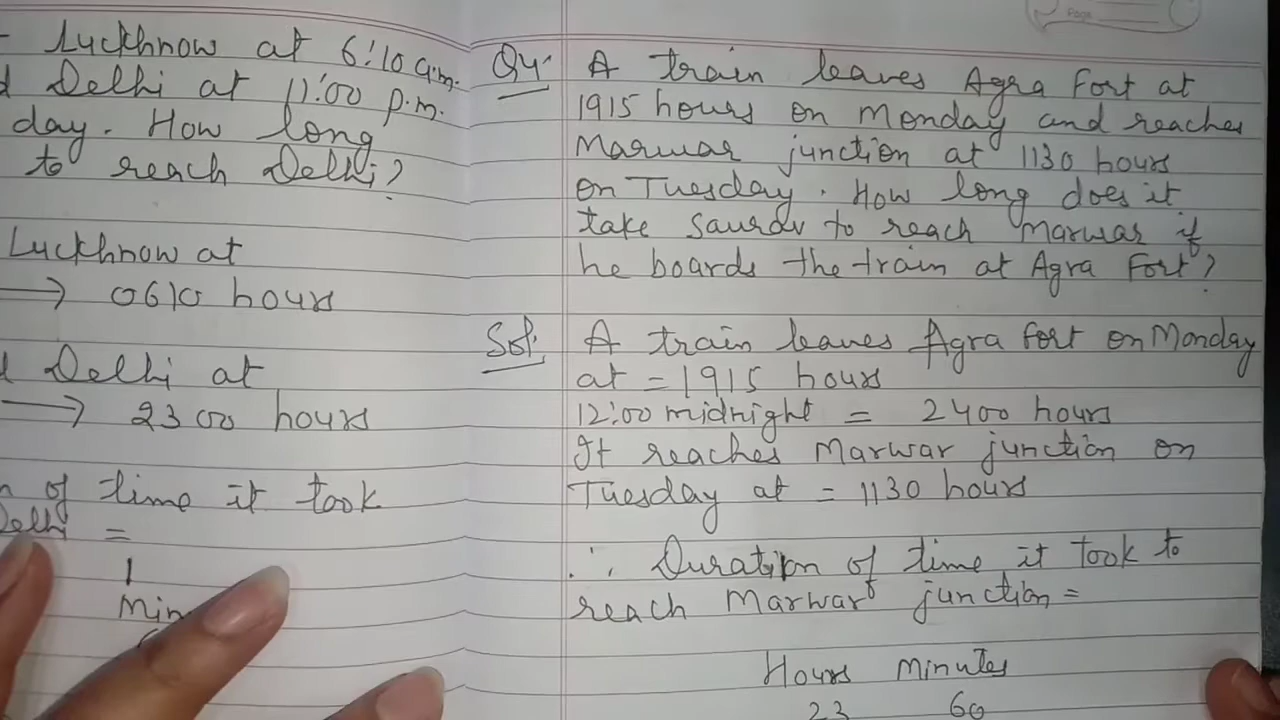 Luckhnow at 6:10 a.m.
d Delhi at 11:00 p.m.
day. How long
to reach Delhi?
Luckhnow at
→ 0610 hours
d Delhi at
→ 2300 hours
n of time it took
Delhi =
1
Min
Page
Q4. A train leaves Agra Fort at
1915 hours on Monday and reaches
Marwar junction at 1130 hours
on Tuesday. How long does it
take Saurav to reach Marwar if
he boards the train at Agra Fort?
Sol. A train leaves Agra Fort on Monday
at = 1915 hours
12:00 midnight = 2400 hours
It reaches Marwar junction on
Tuesday at = 1130 hours
∴ Duration of time it took to
reach Marwar junction =
Hours Minutes
23 60